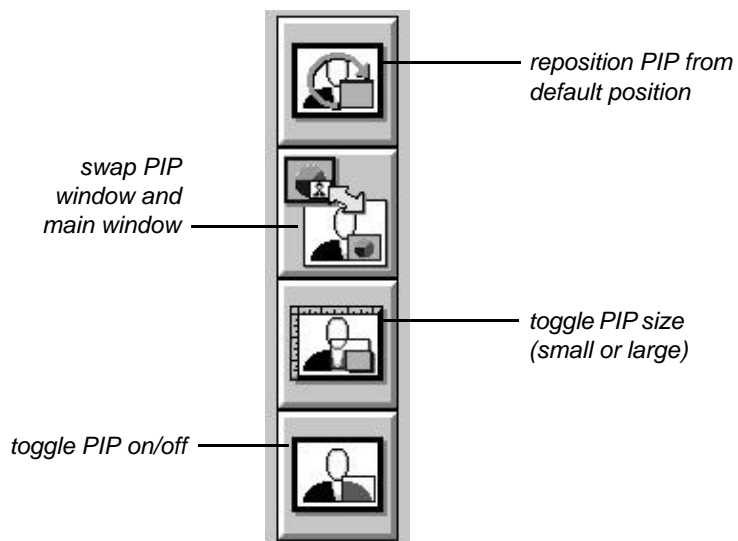 reposition PIP from
default position
swap PIP
window and
main window
toggle PIP size
(small or large)
toggle PIP on/off